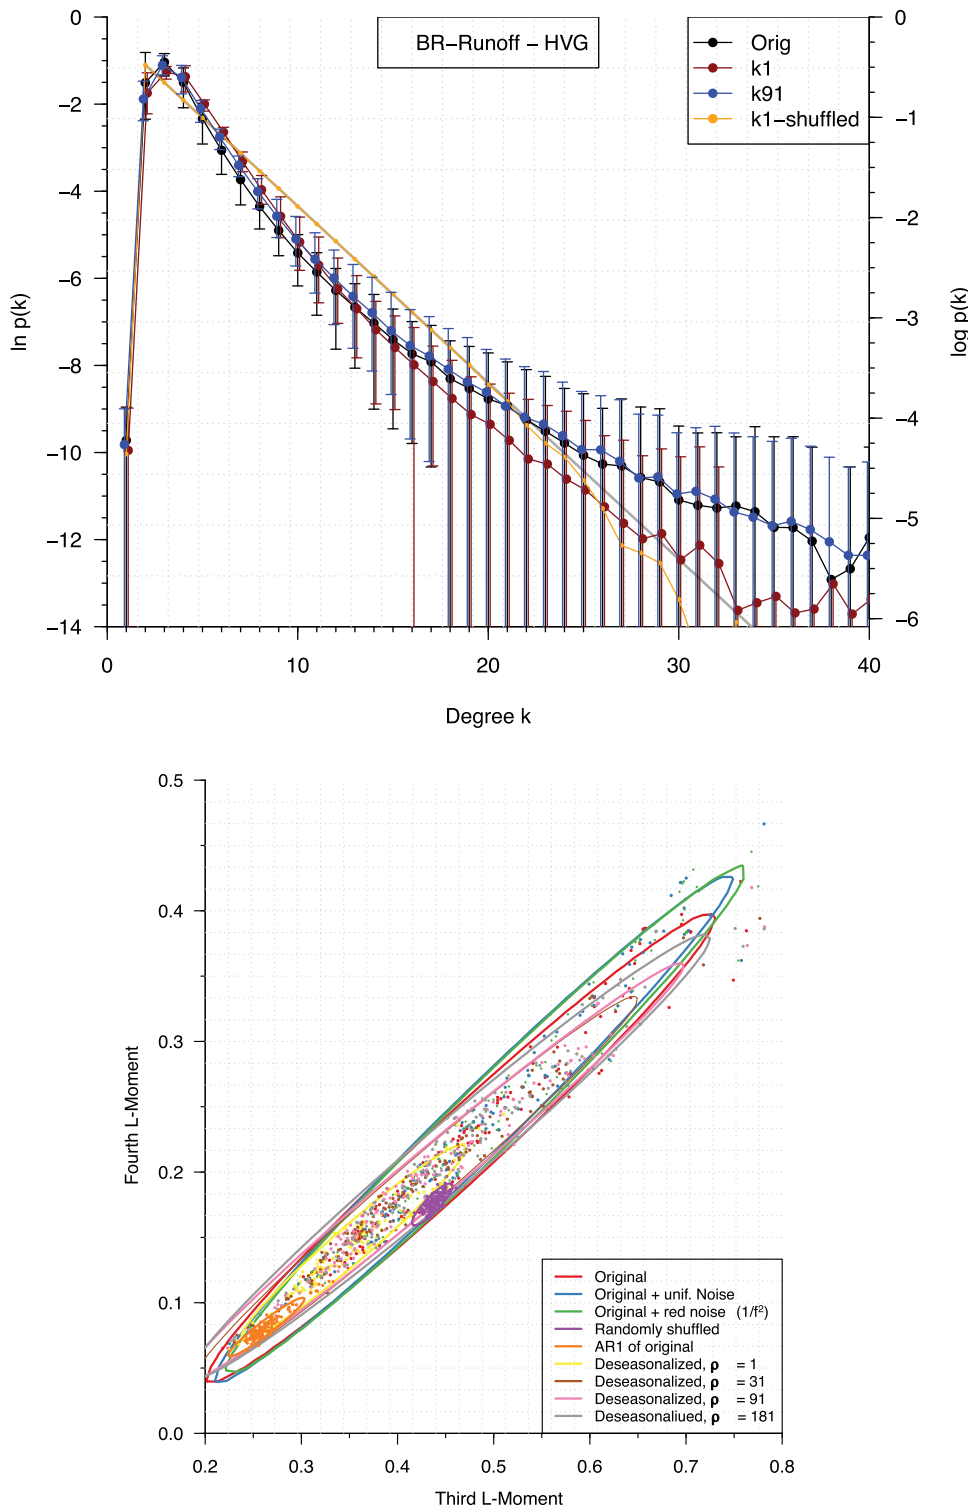 BR−Runoff − HVG
Orig
k1
k91
k1−shuffled
0
−2
−4
−6
−8
−10
−12
−14
ln p(k)
0
−1
−2
−3
−4
−5
−6
log p(k)
0 10 20 30 40
Degree k
0.5
0.4
0.3
0.2
0.1
0.0
Fourth L-Moment
Original
Original + unif. Noise
Original + red noise (1/f²)
Randomly shuffled
AR1 of original
Deseasonalized, ρ = 1
Deseasonalized, ρ = 31
Deseasonalized, ρ = 91
Deseasonaliued, ρ = 181
0.2 0.3 0.4 0.5 0.6 0.7 0.8
Third L-Moment